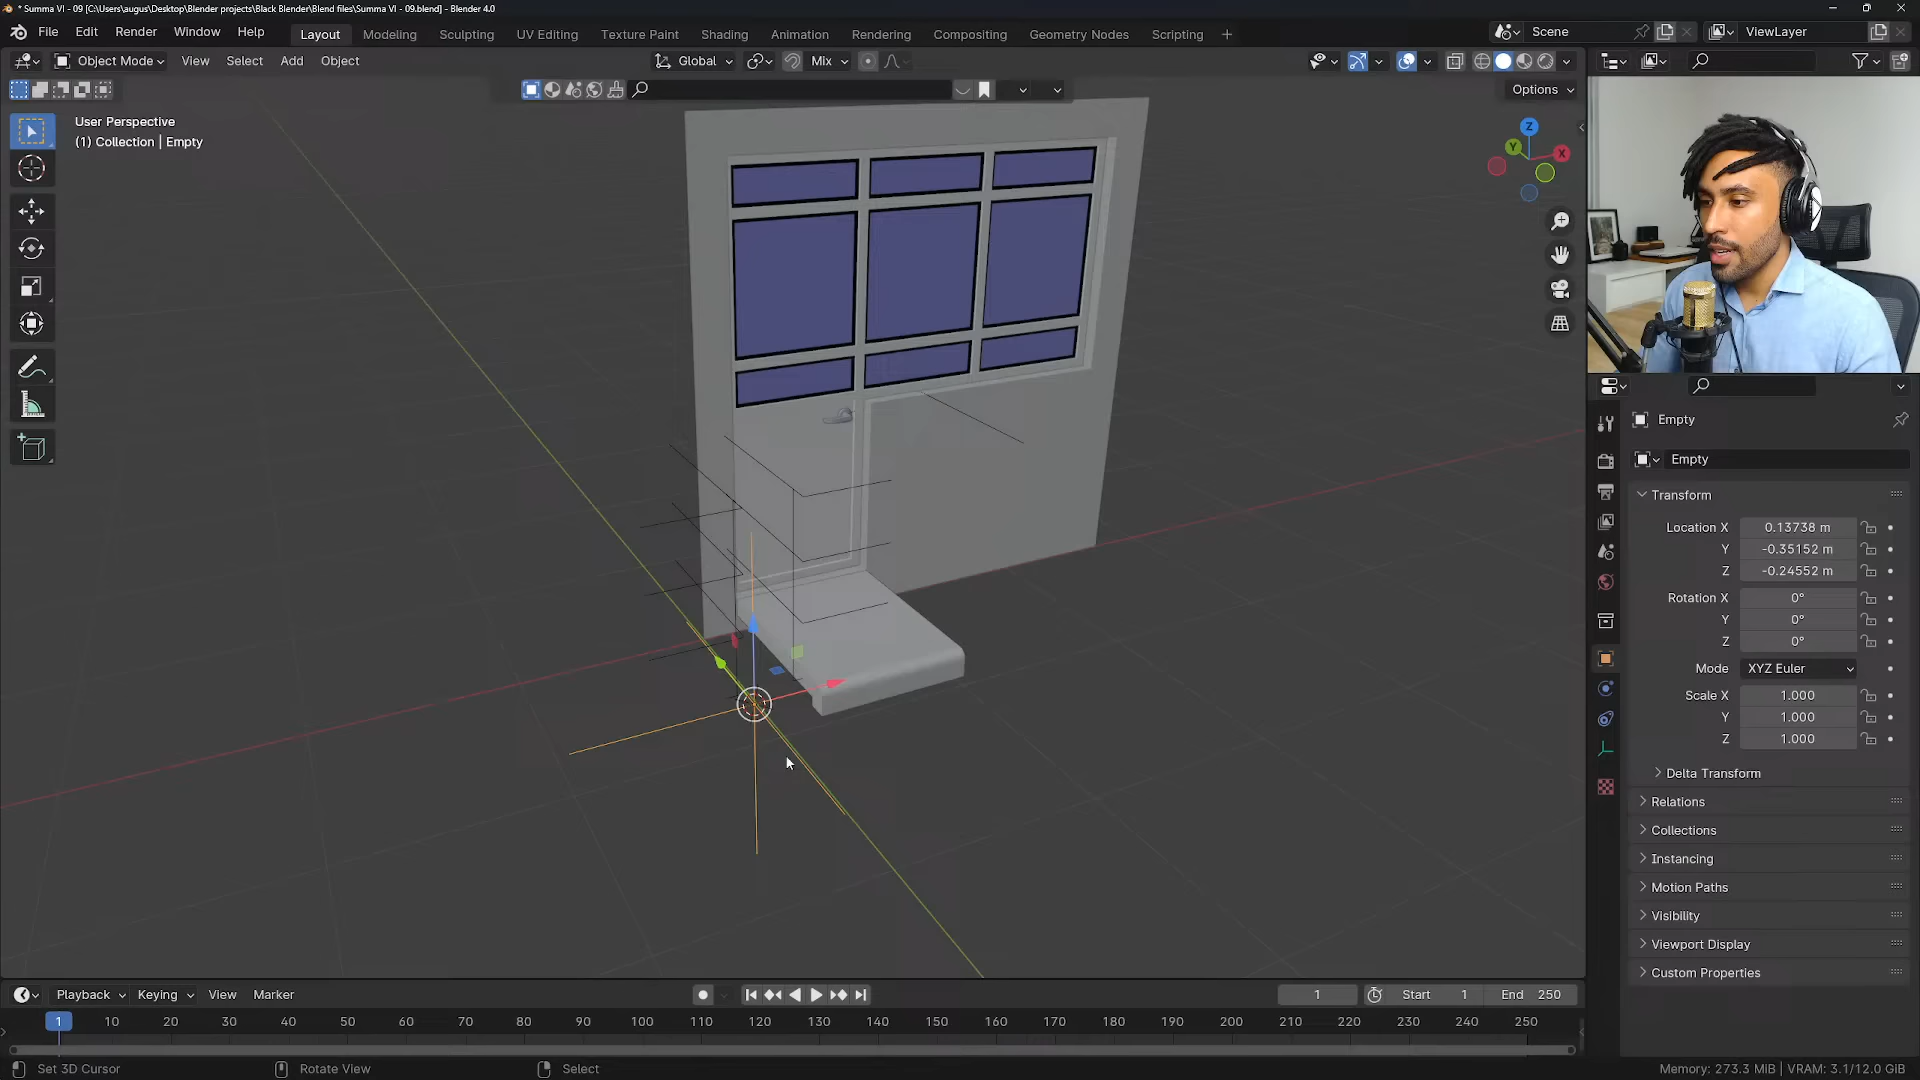 * Summa VI - 09 [C:\Users\augus\Desktop\Blender projects\Black Blender\Blend files\Summa VI - 09.blend] - Blender 4.0
File Edit Render Window Help Layout Modeling Sculpting UV Editing Texture Paint Shading Animation Rendering Compositing Geometry Nodes Scripting + Scene ViewLayer
Object Mode View Select Add Object Global Mix
Options
User Perspective
(1) Collection | Empty
Z
Y
X
Empty
Empty
Transform
Location X 0.13738 m
Y -0.35152 m
Z -0.24552 m
Rotation X 0°
Y 0°
Z 0°
Mode XYZ Euler
Scale X 1.000
Y 1.000
Z 1.000
Delta Transform
Relations
Collections
Instancing
Motion Paths
Visibility
Viewport Display
Custom Properties
Playback Keying View Marker 1 Start 1 End 250
1 10 20 30 40 50 60 70 80 90 100 110 120 130 140 150 160 170 180 190 200 210 220 230 240 250
Set 3D Cursor Rotate View Select Memory: 273.3 MiB | VRAM: 3.1/12.0 GiB